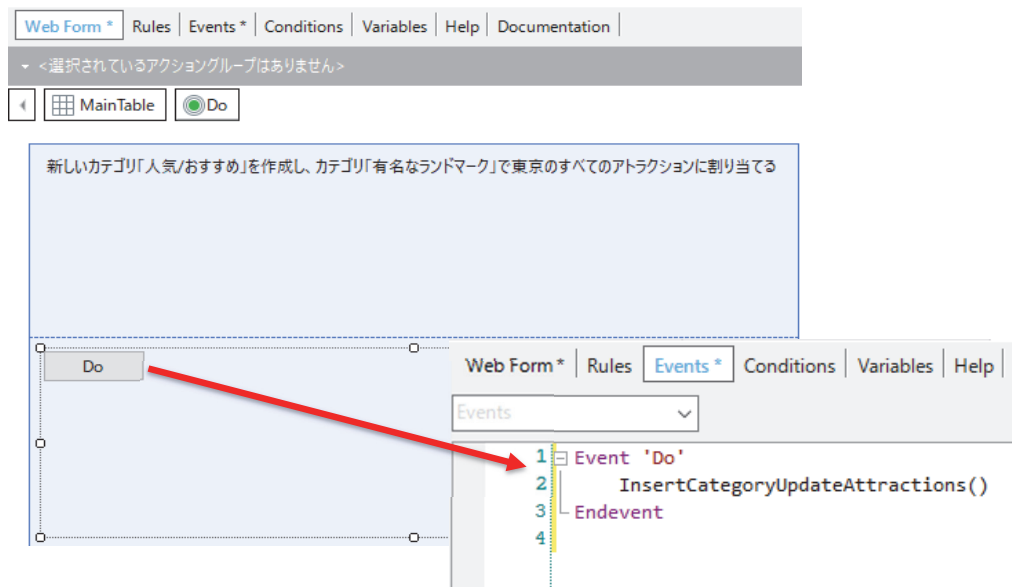 Web Form * Rules Events * Conditions Variables Help Documentation
<選択されているアクショングループはありません>
MainTable Do
新しいカテゴリ「人気/おすすめ」を作成し、カテゴリ「有名なランドマーク」で東京のすべてのアトラクションに割り当てる
Do
Web Form * Rules Events * Conditions Variables Help
Events
1 Event 'Do'
2 InsertCategoryUpdateAttractions()
3 Endevent
4